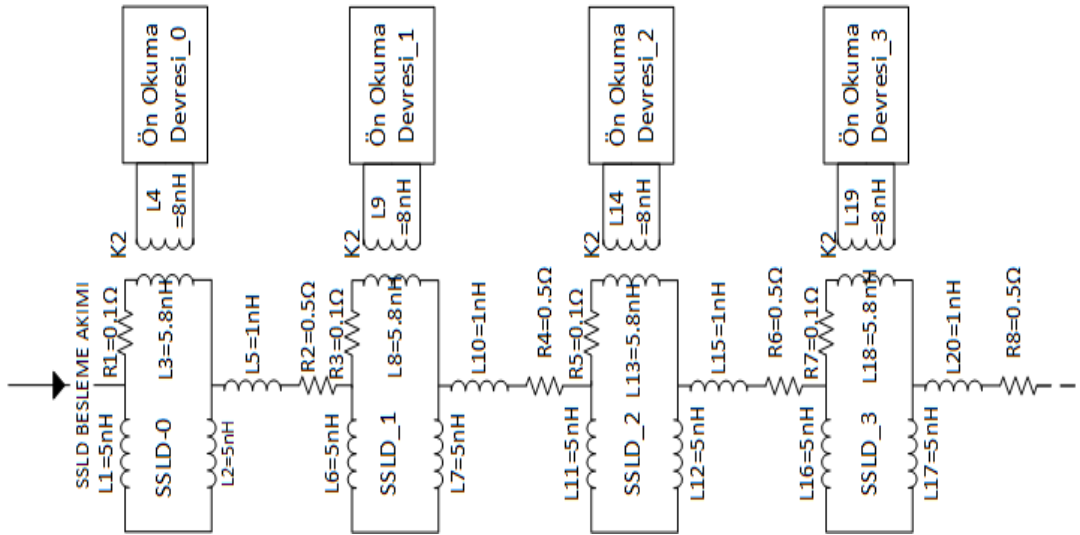 Ön Okuma
Devresi_0
Ön Okuma
Devresi_1
Ön Okuma
Devresi_2
Ön Okuma
Devresi_3
L4
=8nH
L9
=8nH
L14
=8nH
L19
=8nH
K2
K2
K2
K2
SSLD BESLEME AKIMI
R1=0.1Ω
L3=5.8nH
L5=1nH
R2=0.5Ω
R3=0.1Ω
L8=5.8nH
L10=1nH
R4=0.5Ω
R5=0.1Ω
L13=5.8nH
L15=1nH
R6=0.5Ω
R7=0.1Ω
L18=5.8nH
L20=1nH
R8=0.5Ω
L1=5nH
SSLD-0
L2=5nH
L6=5nH
SSLD_1
L7=5nH
L11=5nH
SSLD_2
L12=5nH
L16=5nH
SSLD_3
L17=5nH